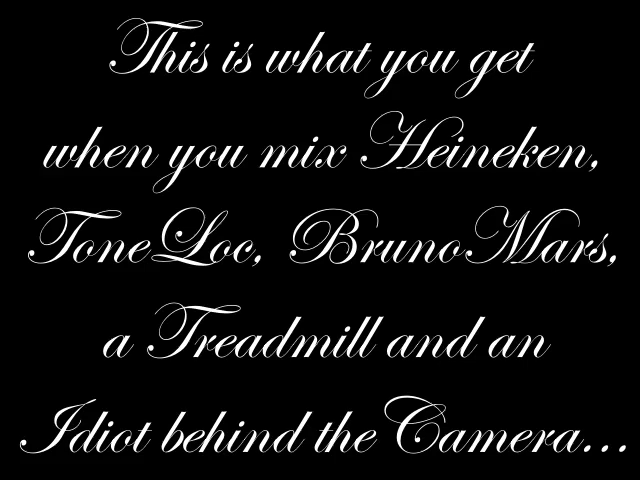 This is what you get
when you mix Heineken,
ToneLoc, BrunoMars,
a Treadmill and an
Idiot behind the Camera...